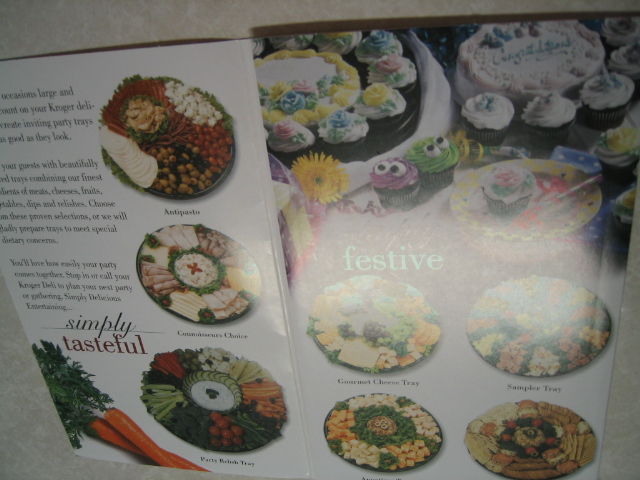 occasions large and
count on your Kroger deli-
create inviting party trays
as good as they look.
your guests with beautifully
red trays combining our finest
dients of meats, cheeses, fruits,
etables, dips and relishes. Choose
m these proven selections, or we will
adly prepare trays to meet special
dietary concerns.
You'll love how easily your party
comes together. Stop in or call your
Kroger Deli to plan your next party
or gathering. Simply Delicious
Entertaining...
simply
tasteful
Antipasto
Connoisseurs Choice
Party Relish Tray
Congratulations
festive
Gourmet Cheese Tray
Sampler Tray